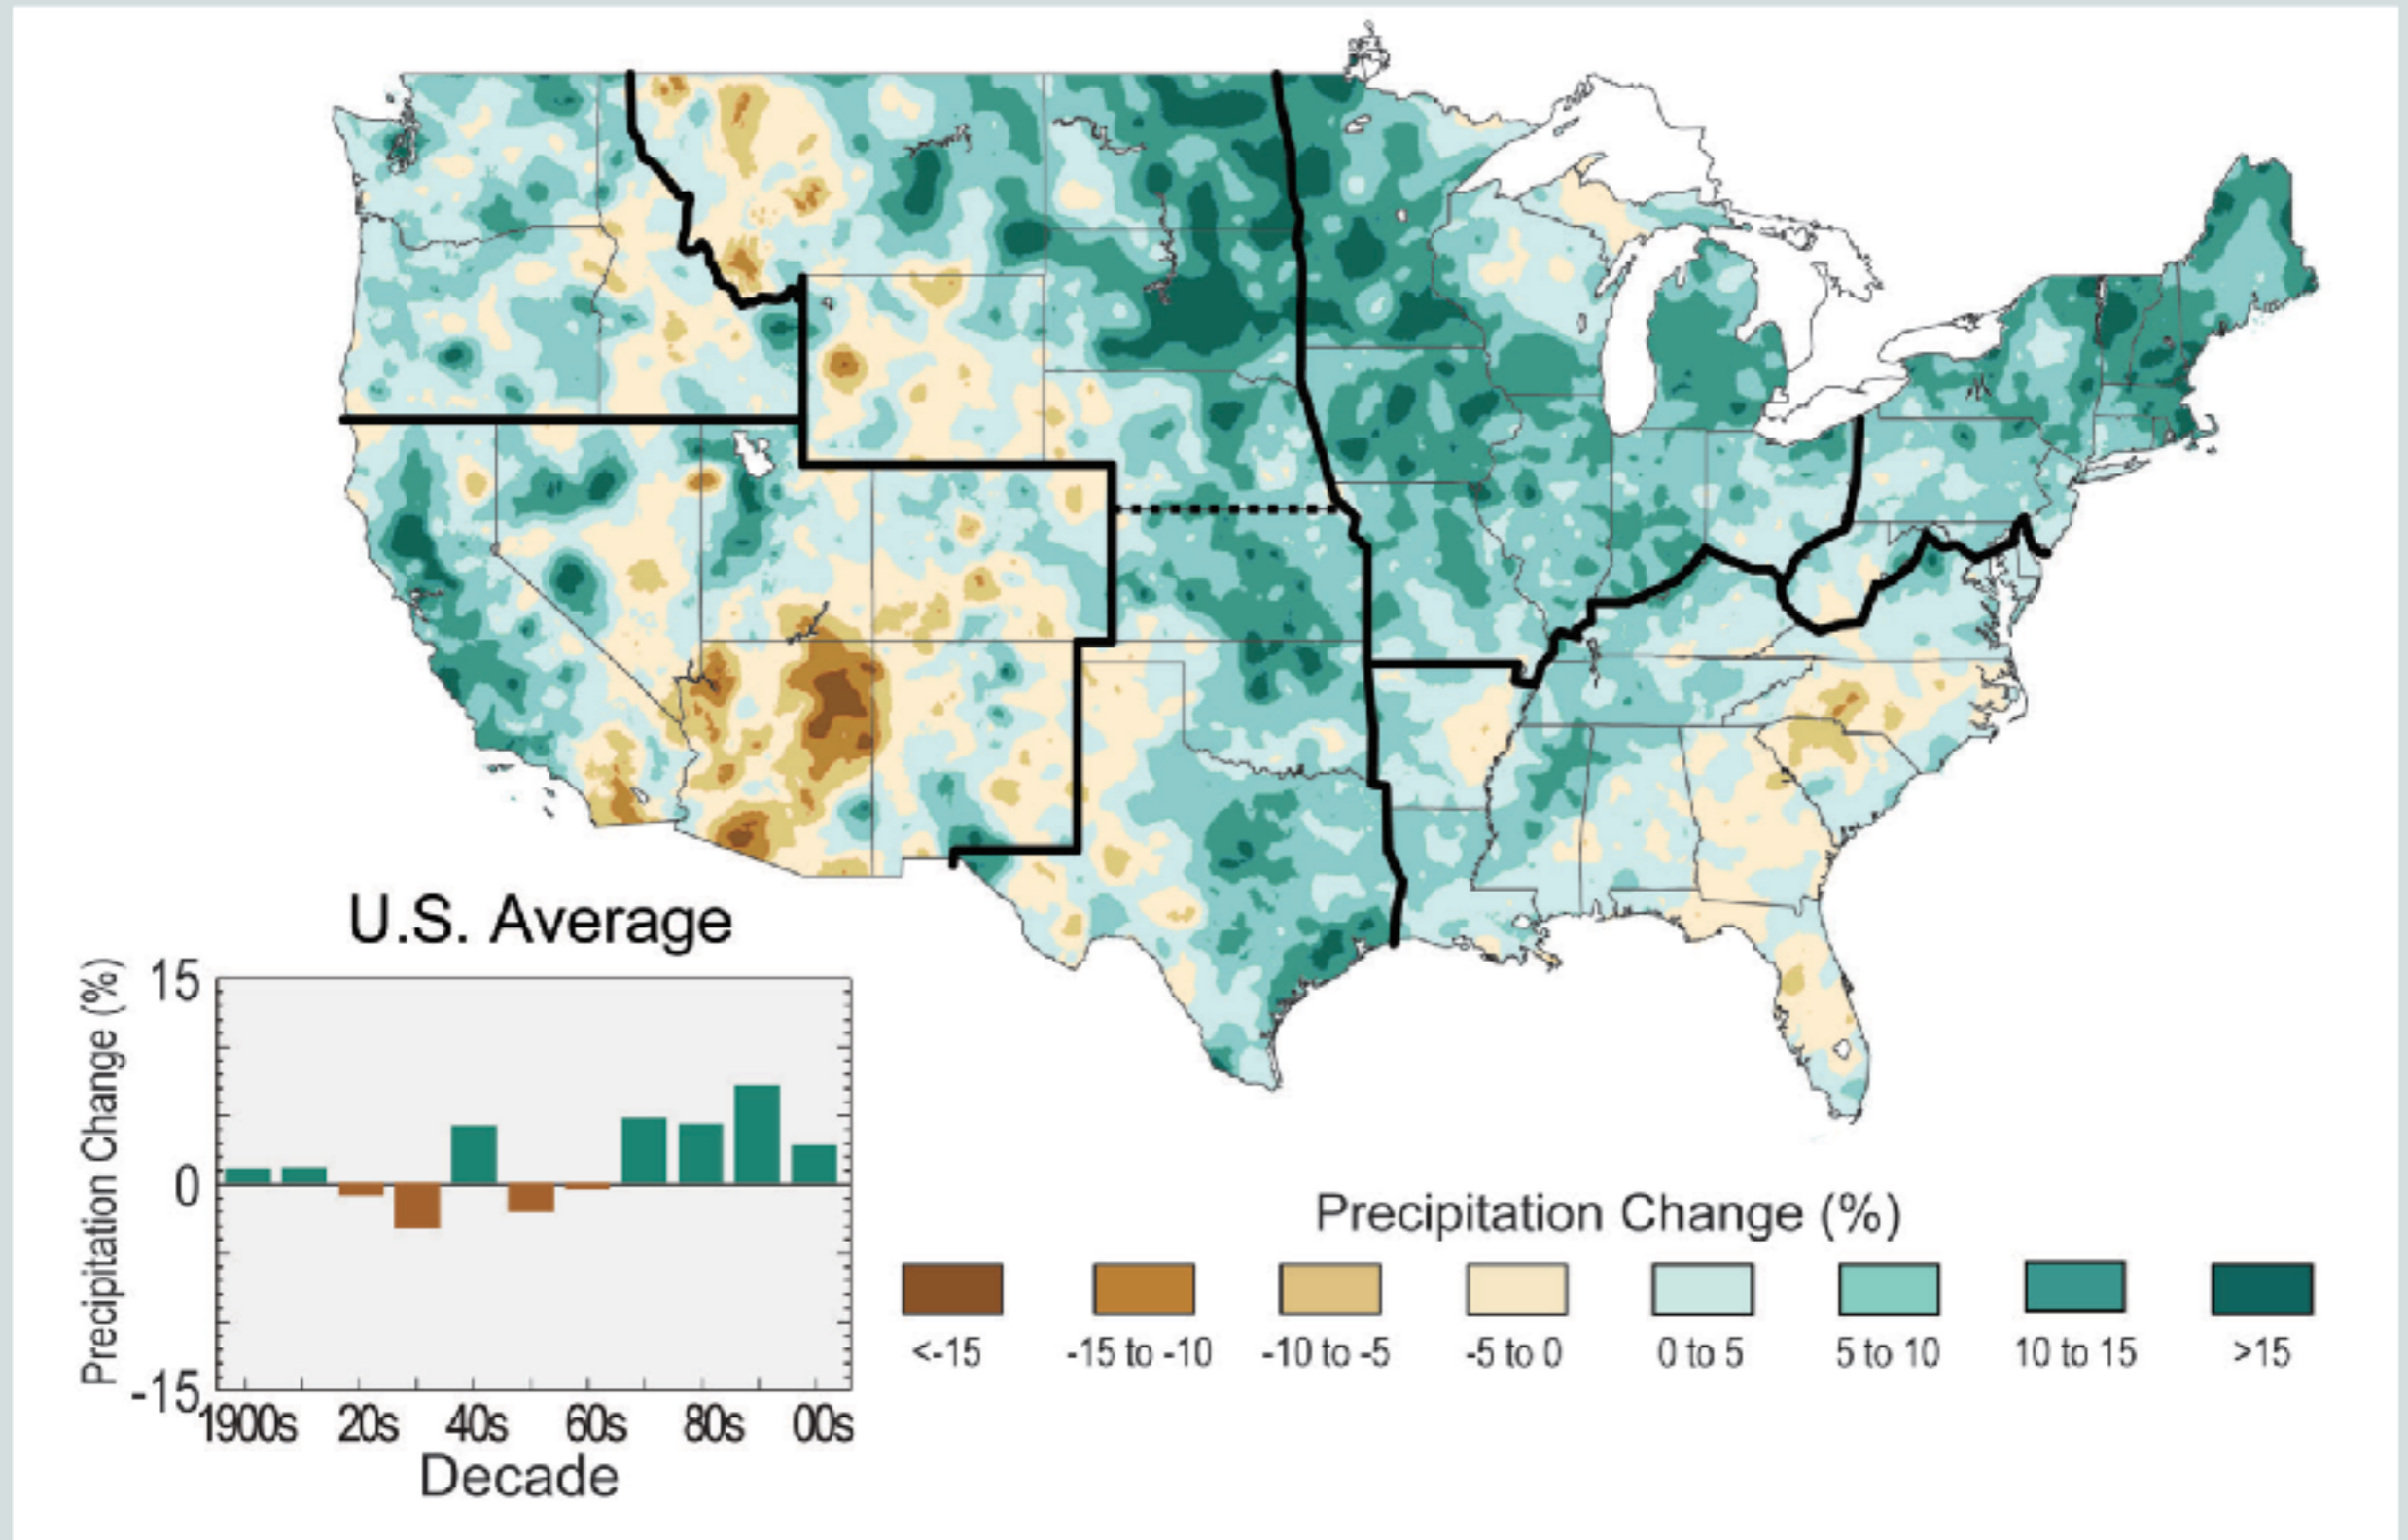 U.S. Average
Precipitation Change (%)
15
0
-15
1900s 20s 40s 60s 80s 00s
Decade
Precipitation Change (%)
<-15 -15 to -10 -10 to -5 -5 to 0 0 to 5 5 to 10 10 to 15 >15